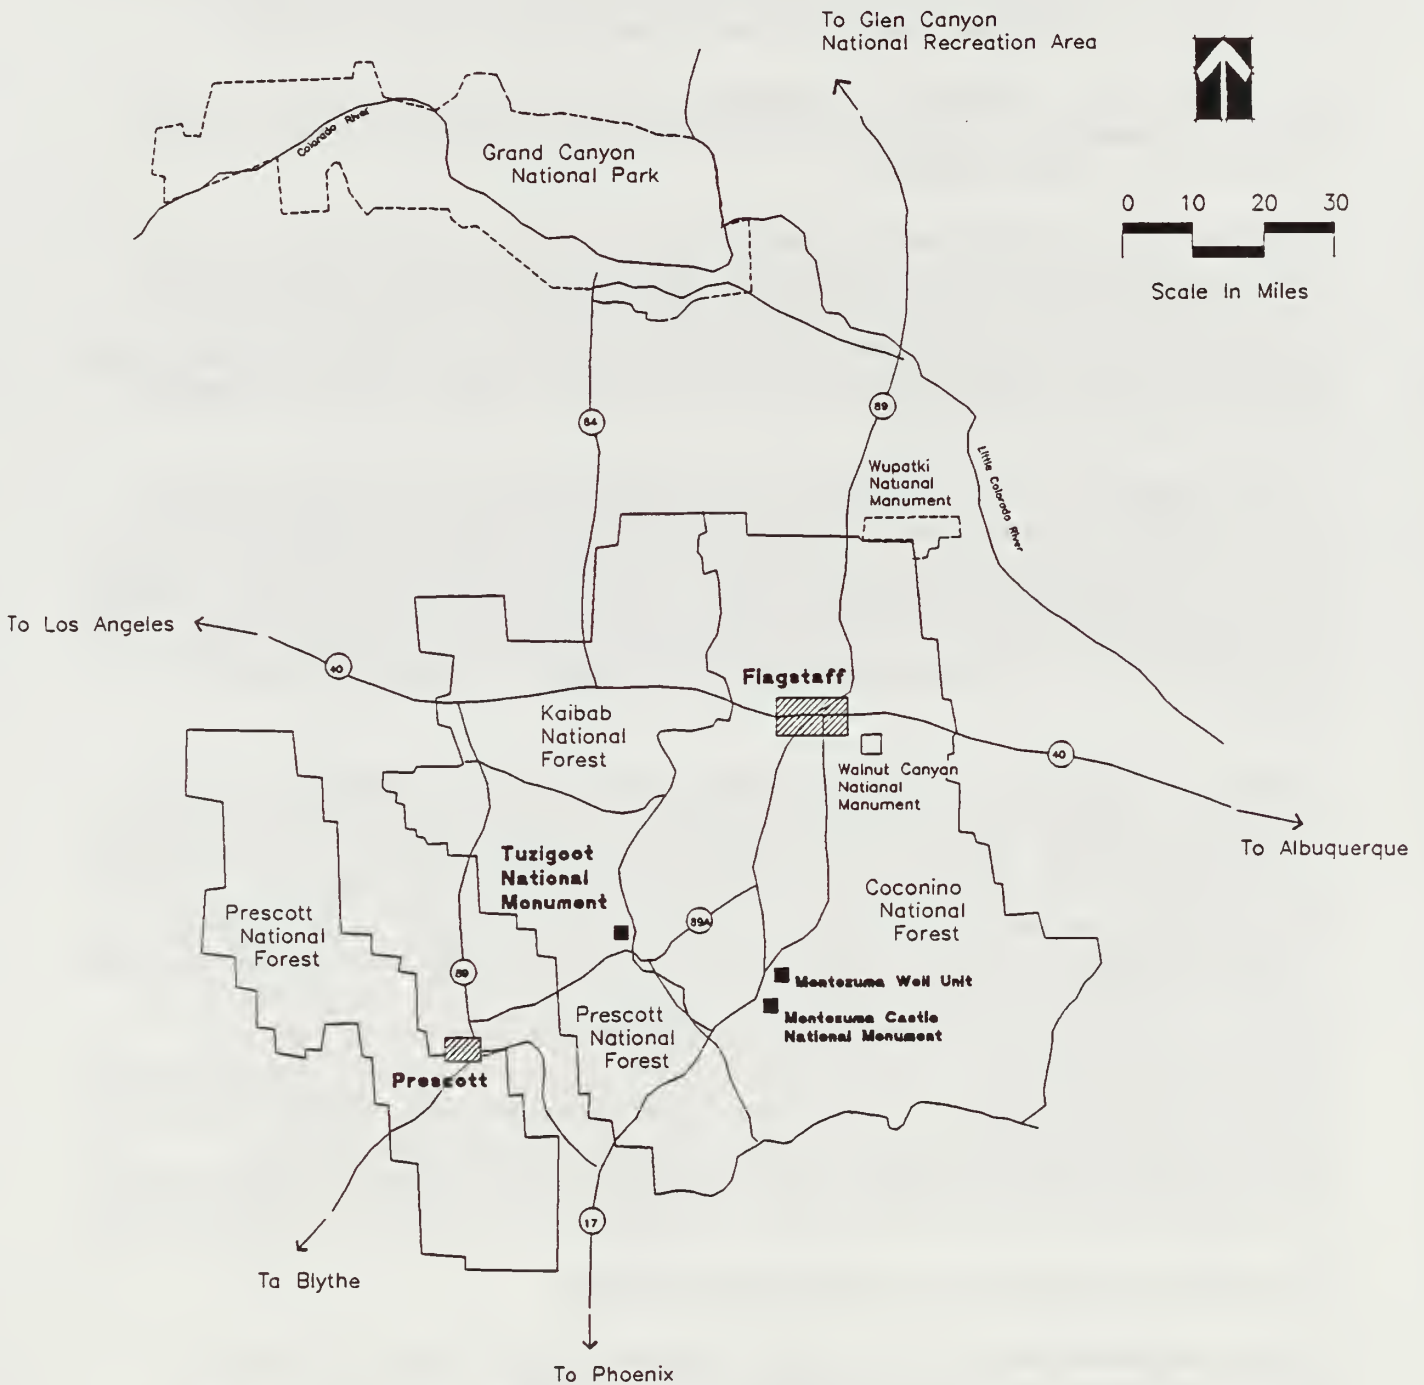 To Glen Canyon
National Recreation Area
0 10 20 30
Scale In Miles
Colorado River
Grand Canyon
National Park
64
89
Wupatki
National
Monument
Little Colorado River
To Los Angeles
40
Flagstaff
Kaibab
National
Forest
Walnut Canyon
National
Monument
40
To Albuquerque
Tuzigoot
National
Monument
Coconino
National
Forest
Prescott
National
Forest
89A
89
Montezuma Well Unit
Montezuma Castle
National Monument
Prescott
National
Forest
Prescott
17
To Blythe
To Phoenix